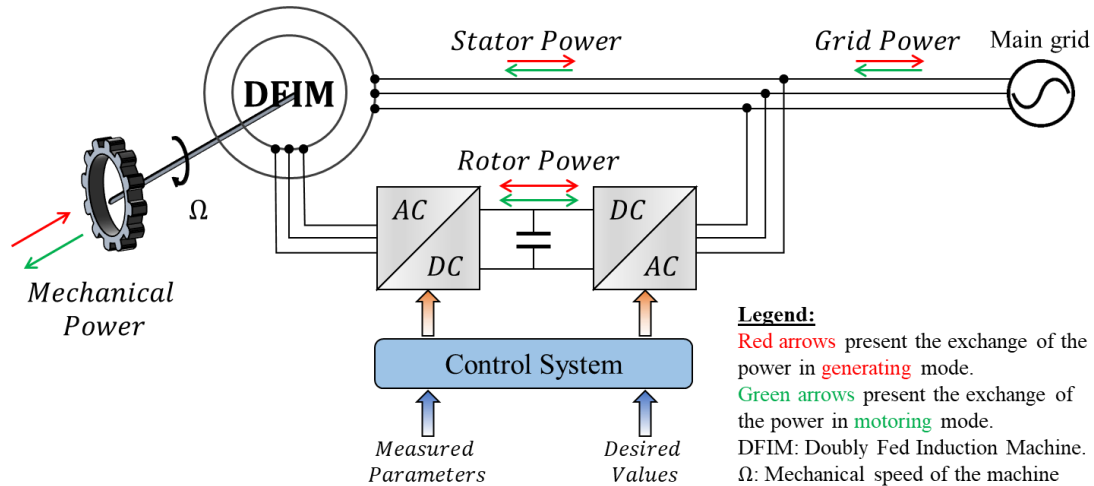 Stator Power
Grid Power
Main grid
DFIM
Rotor Power
Ω
AC
DC
DC
AC
Mechanical
Power
Control System
Measured
Parameters
Desired
Values
Legend:
Red arrows present the exchange of the
power in generating mode.
Green arrows present the exchange of
the power in motoring mode.
DFIM: Doubly Fed Induction Machine.
Ω: Mechanical speed of the machine